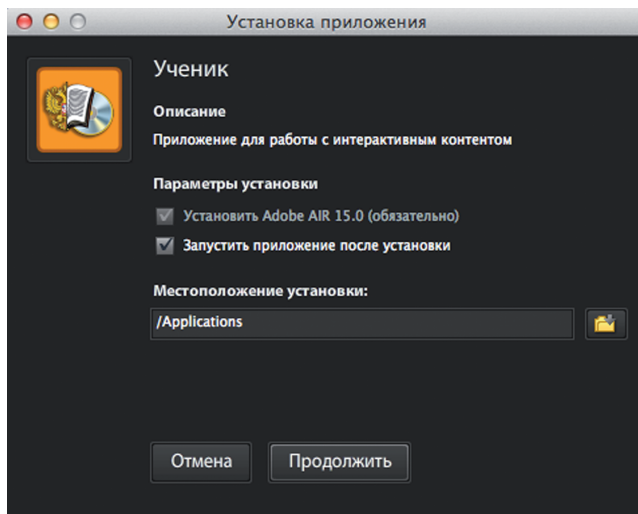 Установка приложения
Ученик
Описание
Приложение для работы с интерактивным контентом
Параметры установки
Установить Adobe AIR 15.0 (обязательно)
Запустить приложение после установки
Местоположение установки:
/Applications
Отмена
Продолжить